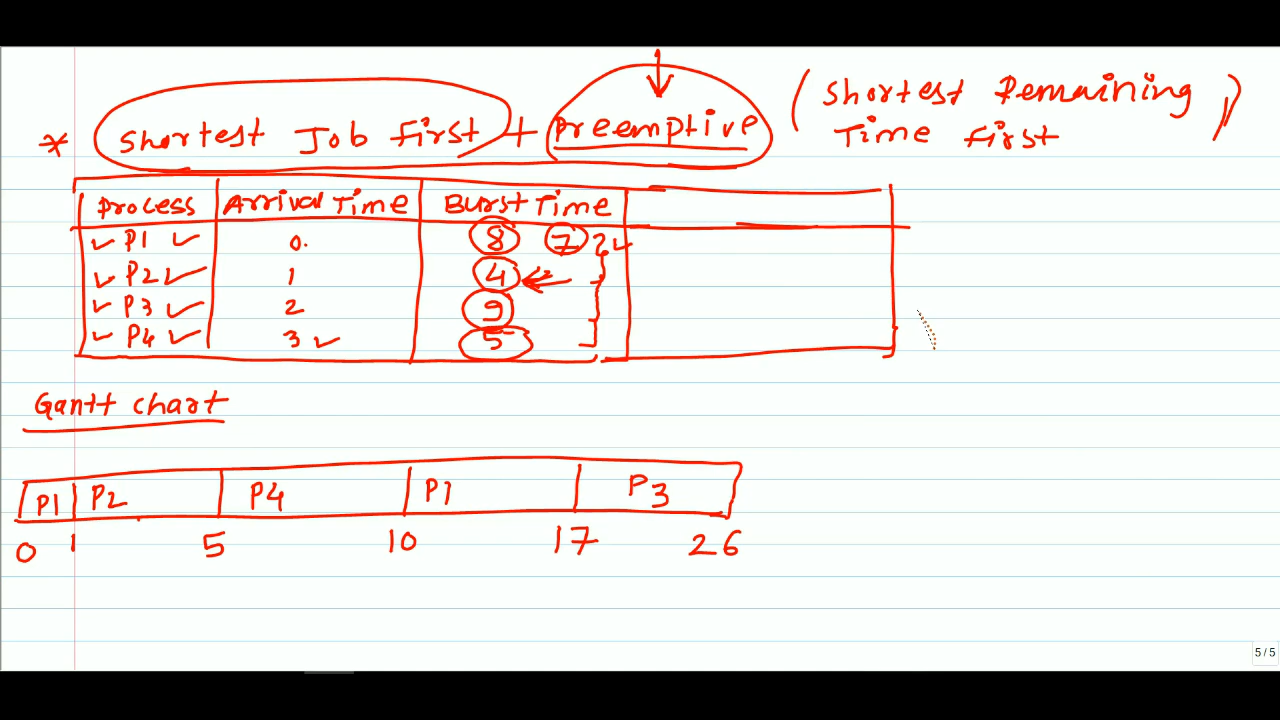 * Shortest Job First + Preemptive (Shortest Remaining
Time First)
Process Arrival Time Burst Time
P1 0 8 7
P2 1 4
P3 2 9
P4 3 5
Gantt chart
P1 P2 P4 P1 P3
0 1 5 10 17 26
5 / 5